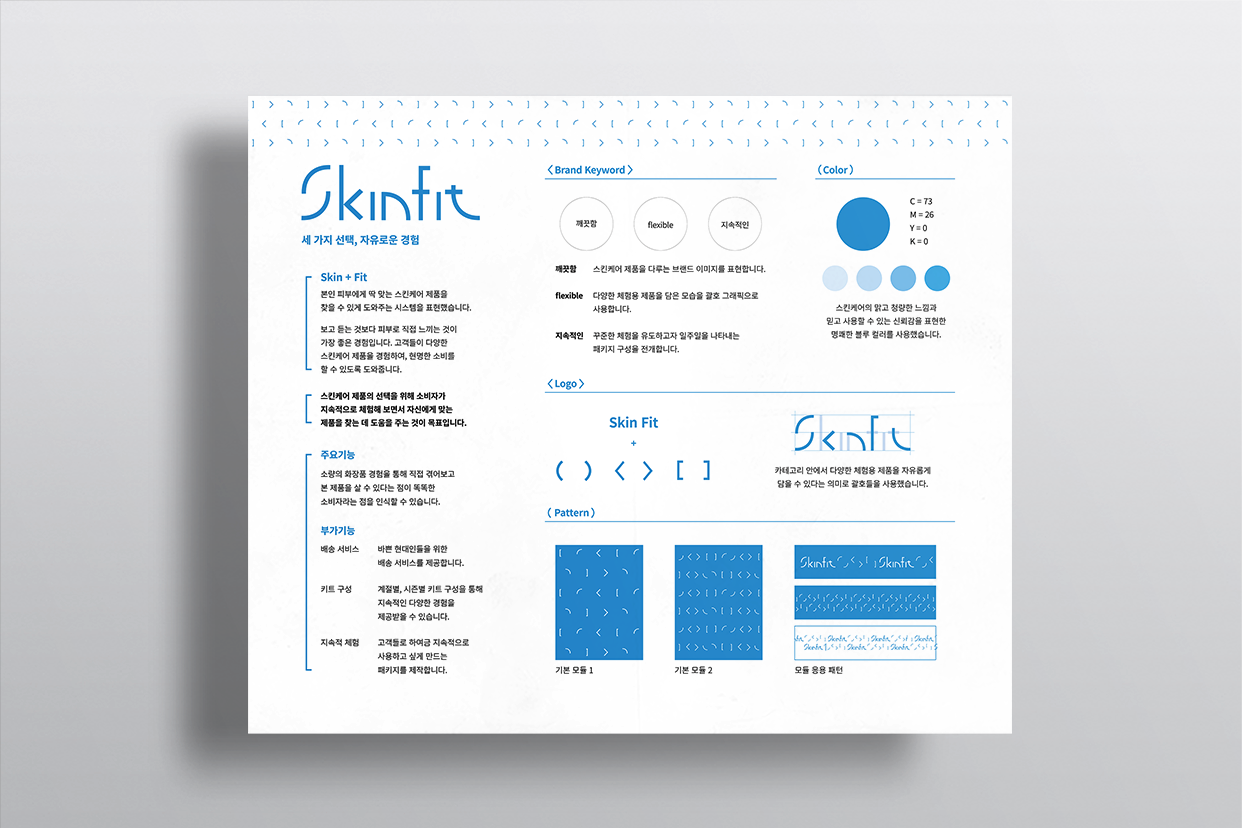 Skinfit
세 가지 선택, 자유로운 경험
Skin + Fit
본인 피부에게 딱 맞는 스킨케어 제품을
찾을 수 있게 도와주는 시스템을 표현했습니다.
보고 듣는 것보다 피부로 직접 느끼는 것이
가장 좋은 경험입니다. 고객들이 다양한
스킨케어 제품을 경험하여, 현명한 소비를
할 수 있도록 도와줍니다.
스킨케어 제품의 선택을 위해 소비자가
지속적으로 체험해 보면서 자신에게 맞는
제품을 찾는 데 도움을 주는 것이 목표입니다.
주요기능
소량의 화장품 경험을 통해 직접 겪어보고
본 제품을 살 수 있다는 점이 똑똑한
소비자라는 점을 인식할 수 있습니다.
부가기능
배송 서비스 바쁜 현대인들을 위한
배송 서비스를 제공합니다.
키트 구성 계절별, 시즌별 키트 구성을 통해
지속적인 다양한 경험을
제공받을 수 있습니다.
지속적 체험 고객들로 하여금 지속적으로
사용하고 싶게 만드는
패키지를 제작합니다.
〈Brand Keyword〉
깨끗함 flexible 지속적인
깨끗함 스킨케어 제품을 다루는 브랜드 이미지를 표현합니다.
flexible 다양한 체험용 제품을 담은 모습을 괄호 그래픽으로
사용합니다.
지속적인 꾸준한 체험을 유도하고자 일주일을 나타내는
패키지 구성을 전개합니다.
(Color)
C = 73
M = 26
Y = 0
K = 0
스킨케어의 맑고 청량한 느낌과
믿고 사용할 수 있는 신뢰감을 표현한
명쾌한 블루 컬러를 사용했습니다.
〈Logo〉
Skin Fit
+
( ) 〈 〉 [ ]
Skinfit
카테고리 안에서 다양한 체험용 제품을 자유롭게
담을 수 있다는 의미로 괄호들을 사용했습니다.
( Pattern )
Skinfit Skinfit
기본 모듈 1
기본 모듈 2
모듈 응용 패턴